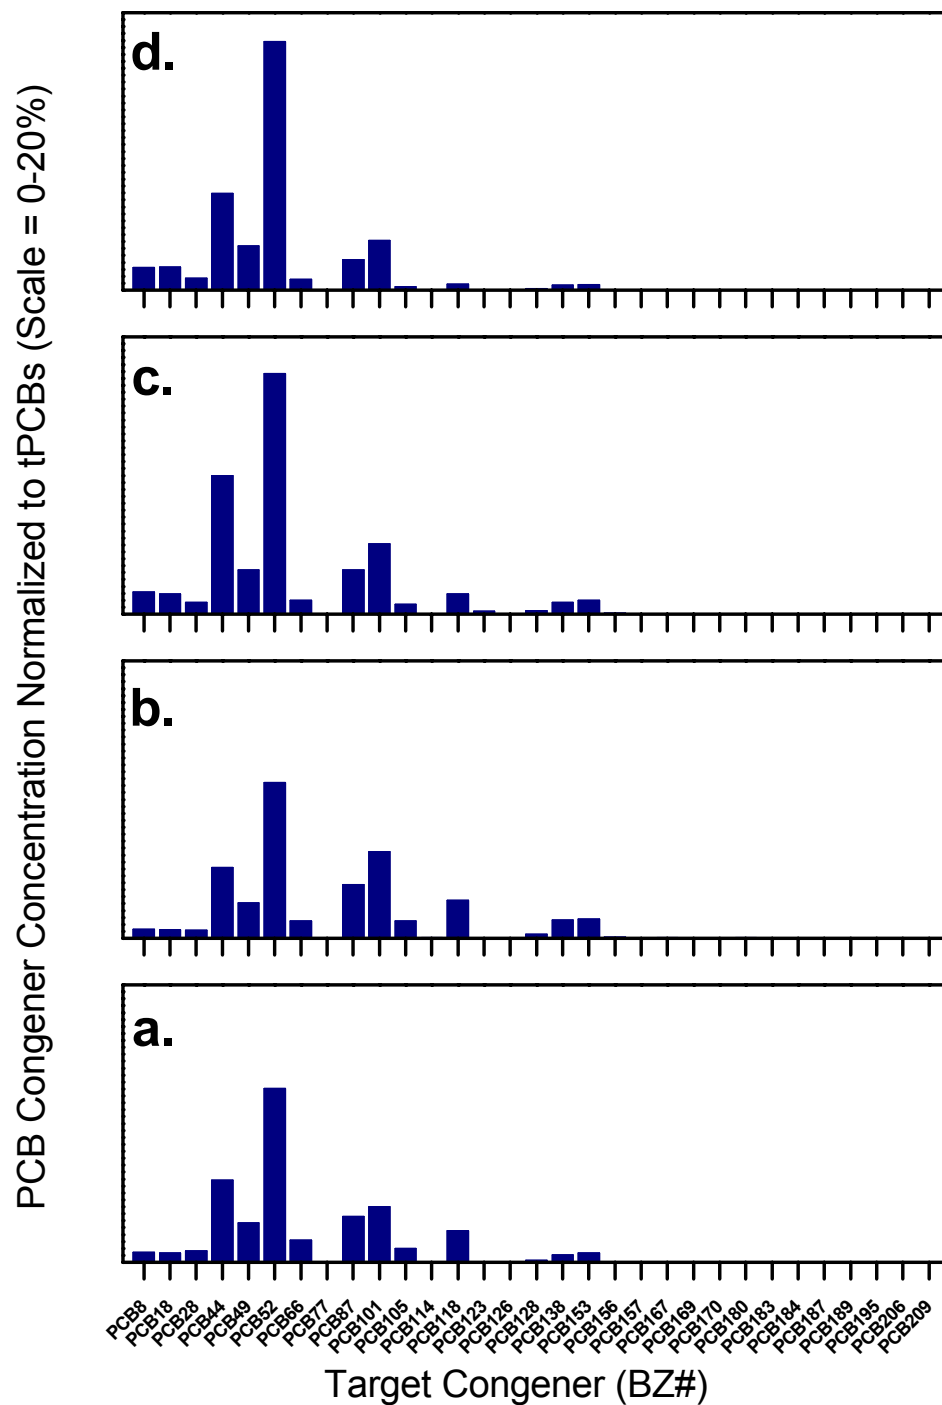 PCB Congener Concentration Normalized to tPCBs (Scale = 0-20%)
d.
c.
b.
a.
PCB8
PCB18
PCB28
PCB44
PCB49
PCB52
PCB66
PCB77
PCB87
PCB101
PCB105
PCB114
PCB118
PCB123
PCB126
PCB128
PCB138
PCB153
PCB156
PCB157
PCB167
PCB169
PCB170
PCB180
PCB183
PCB184
PCB187
PCB189
PCB195
PCB206
PCB209
Target Congener (BZ#)